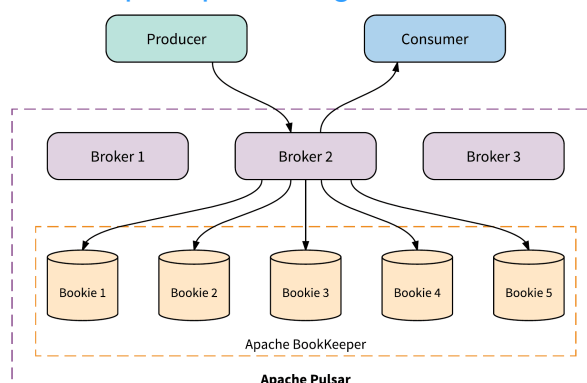 Producer
Consumer
Broker 1
Broker 2
Broker 3
Bookie 1
Bookie 2
Bookie 3
Bookie 4
Bookie 5
Apache BookKeeper
Apache Pulsar